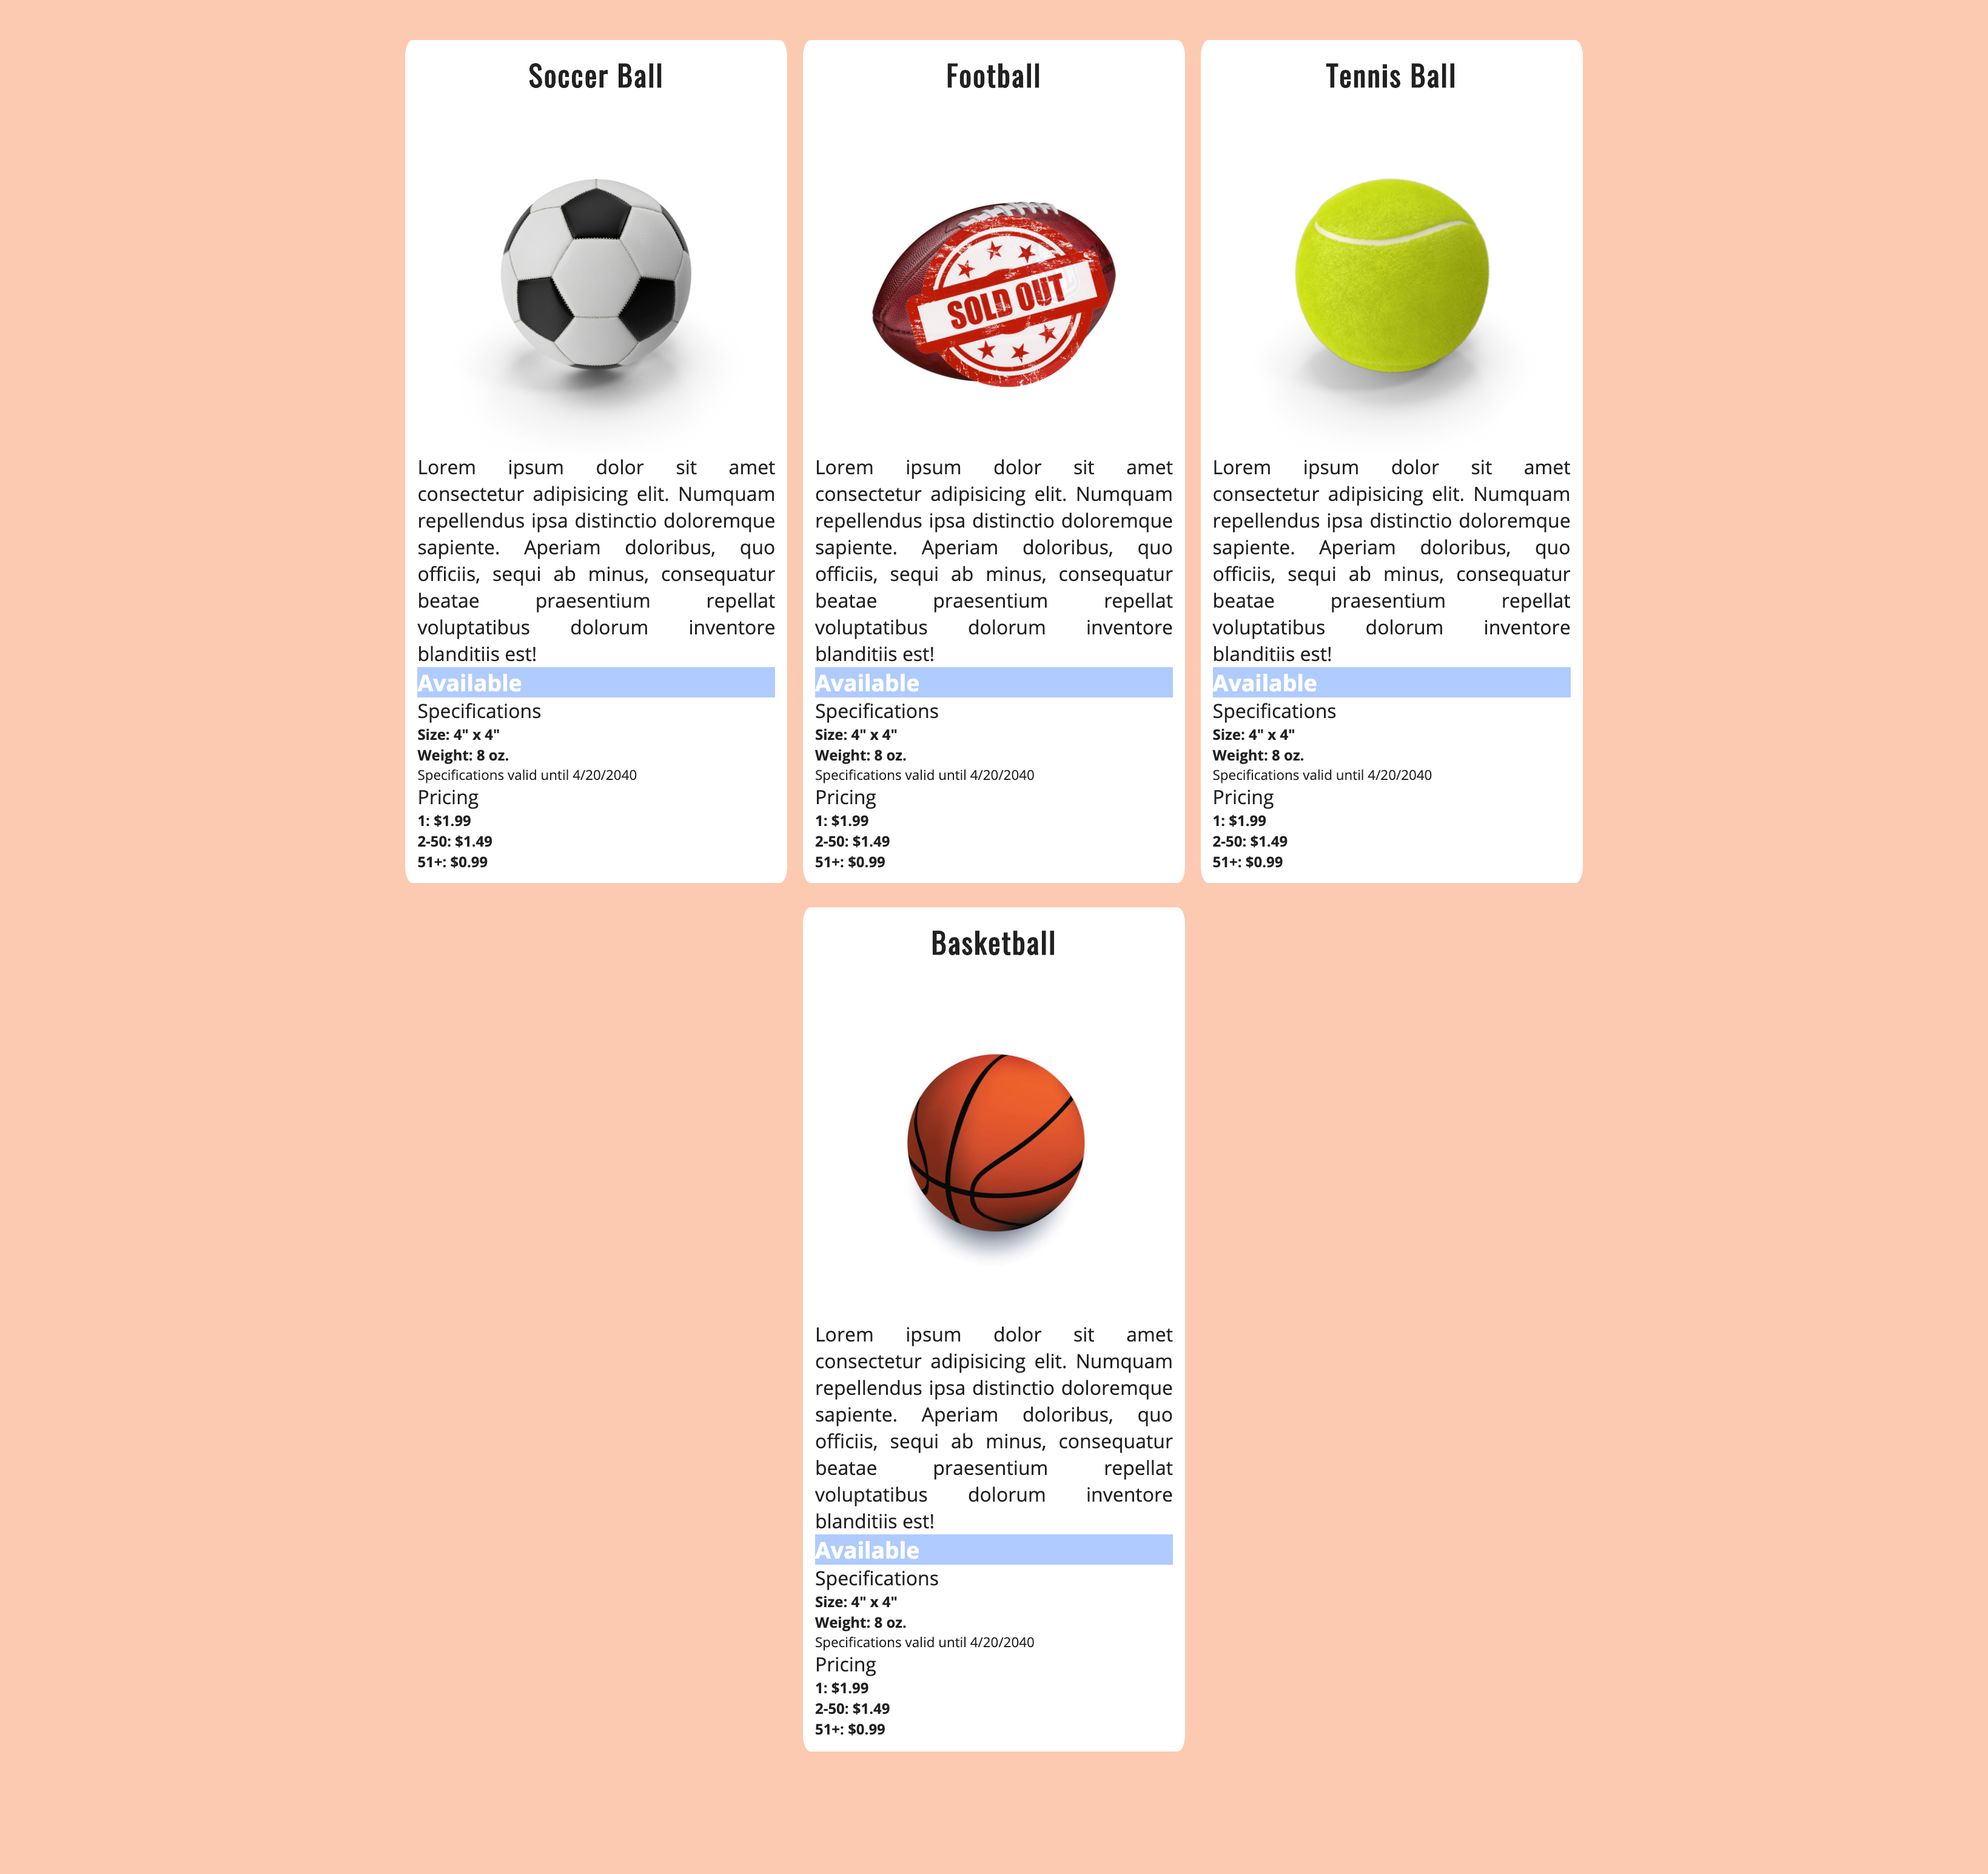 Soccer Ball
Lorem ipsum dolor sit amet
consectetur adipisicing elit. Numquam
repellendus ipsa distinctio doloremque
sapiente. Aperiam doloribus, quo
officiis, sequi ab minus, consequatur
beatae praesentium repellat
voluptatibus dolorum inventore
blanditiis est!
Available
Specifications
Size: 4" x 4"
Weight: 8 oz.
Specifications valid until 4/20/2040
Pricing
1: $1.99
2-50: $1.49
51+: $0.99
Football
SOLD OUT
Lorem ipsum dolor sit amet
consectetur adipisicing elit. Numquam
repellendus ipsa distinctio doloremque
sapiente. Aperiam doloribus, quo
officiis, sequi ab minus, consequatur
beatae praesentium repellat
voluptatibus dolorum inventore
blanditiis est!
Available
Specifications
Size: 4" x 4"
Weight: 8 oz.
Specifications valid until 4/20/2040
Pricing
1: $1.99
2-50: $1.49
51+: $0.99
Tennis Ball
Lorem ipsum dolor sit amet
consectetur adipisicing elit. Numquam
repellendus ipsa distinctio doloremque
sapiente. Aperiam doloribus, quo
officiis, sequi ab minus, consequatur
beatae praesentium repellat
voluptatibus dolorum inventore
blanditiis est!
Available
Specifications
Size: 4" x 4"
Weight: 8 oz.
Specifications valid until 4/20/2040
Pricing
1: $1.99
2-50: $1.49
51+: $0.99
Basketball
Lorem ipsum dolor sit amet
consectetur adipisicing elit. Numquam
repellendus ipsa distinctio doloremque
sapiente. Aperiam doloribus, quo
officiis, sequi ab minus, consequatur
beatae praesentium repellat
voluptatibus dolorum inventore
blanditiis est!
Available
Specifications
Size: 4" x 4"
Weight: 8 oz.
Specifications valid until 4/20/2040
Pricing
1: $1.99
2-50: $1.49
51+: $0.99